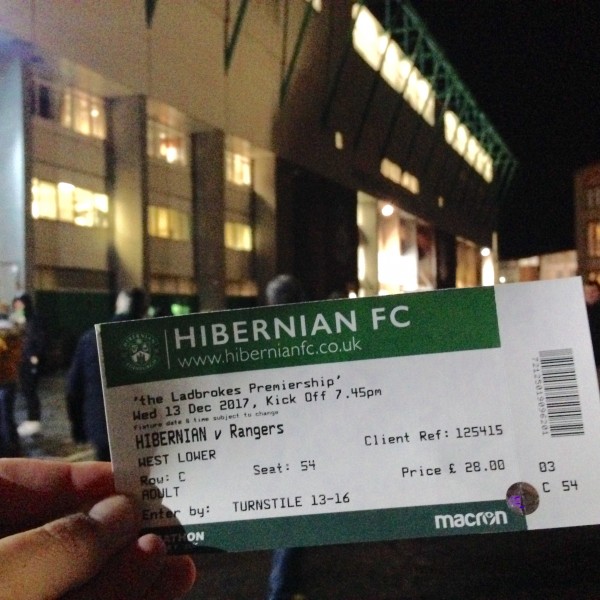 HIBERNIAN FC
www.hibernianfc.co.uk
'the Ladbrokes Premiership'
Wed 13 Dec 2017, Kick Off 7.45pm
Fixture date & time subject to change
HIBERNIAN v Rangers
WEST LOWER
Client Ref: 125415
Row: C
Seat: 54
Price £ 28.00
03
ADULT
C 54
Enter by:
TURNSTILE 13-16
macron